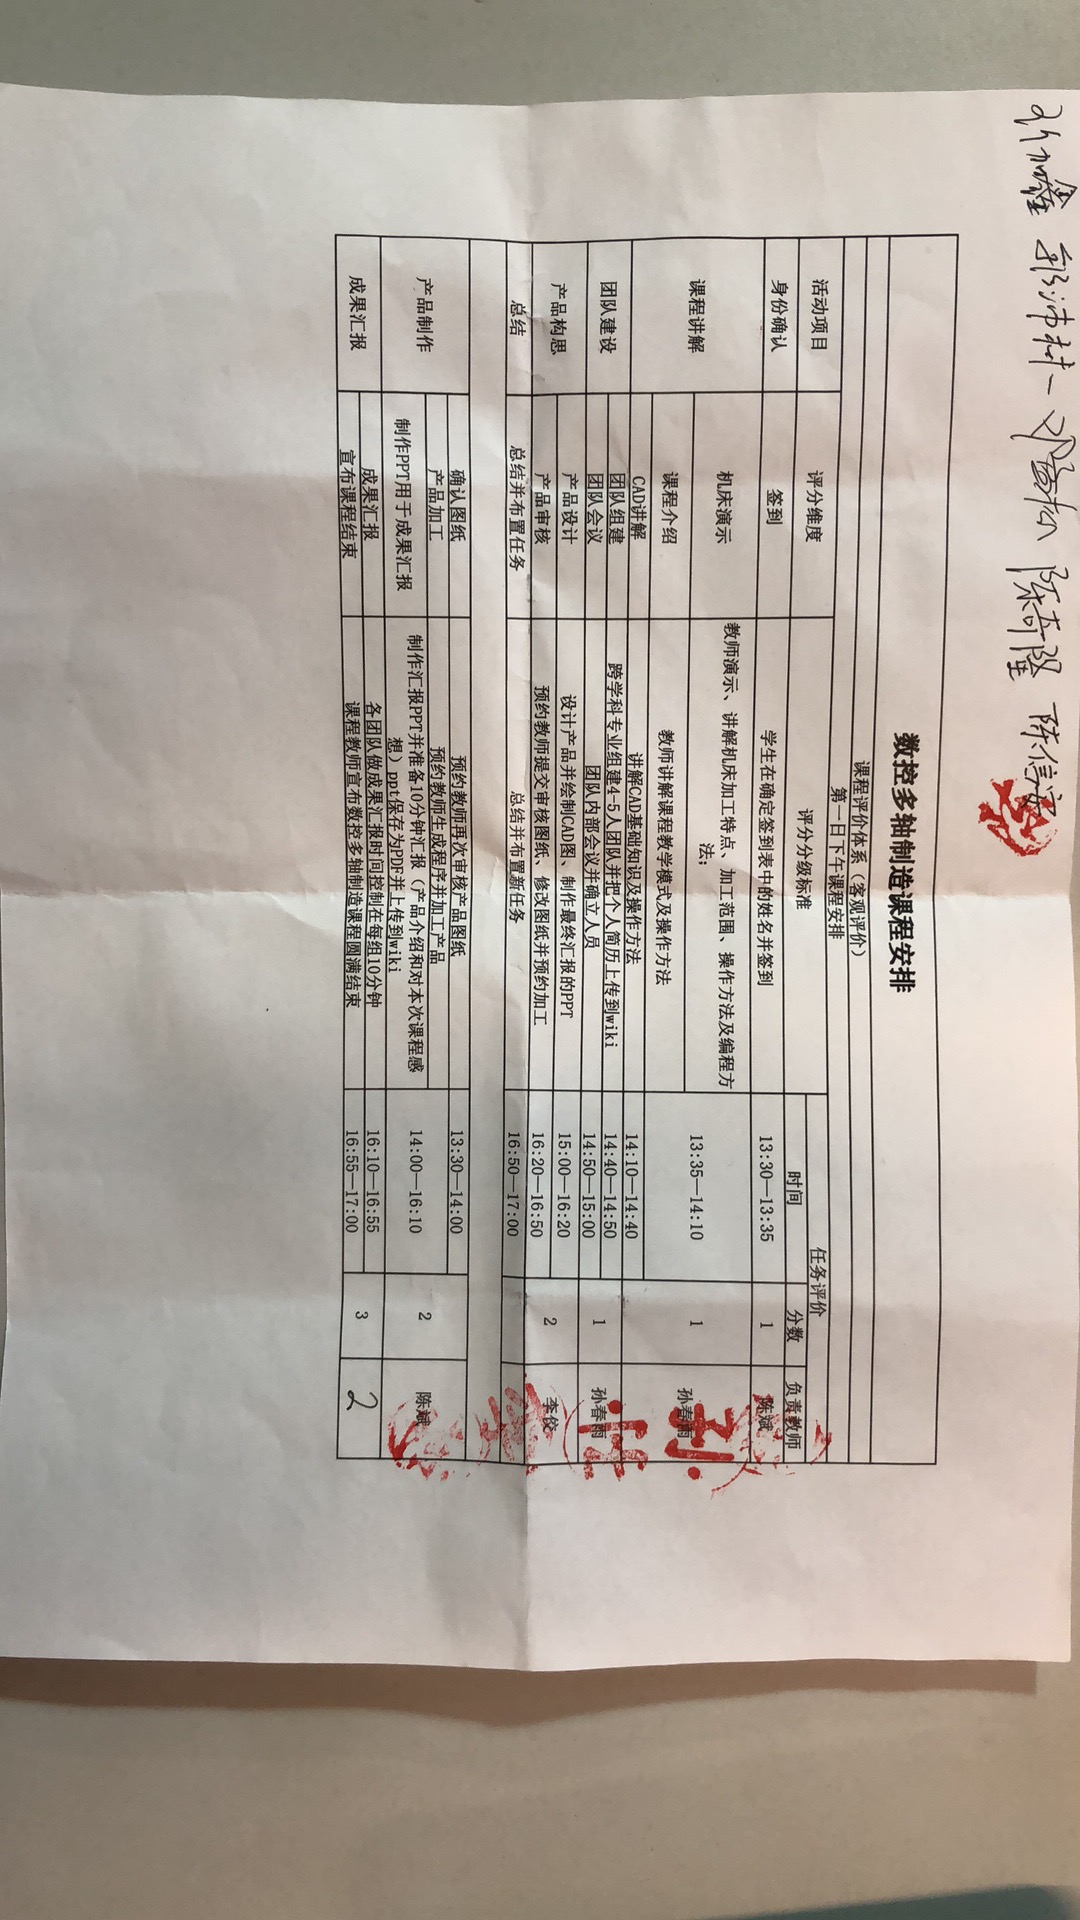 陈信安
数控多轴制造课程安排
课程评价体系（客观评价）
第一日下午课程安排
活动项目 评分维度 评分分级标准 任务评价
时间 分数 负责教师
身份确认 签到 学生在确定签到表中的姓名并签到 13:30—13:35 1 陈斌
课程讲解 机床演示 教师演示、讲解机床加工特点、加工范围、操作方法及编程方法； 13:35—14:10 1 孙春雨
课程介绍 教师讲解课程教学模式及操作方法
CAD讲解 讲解CAD基础知识及操作方法 14:10—14:40
团队建设 团队组建 跨学科专业组建4-5人团队并把个人简历上传到wiki 14:40—14:50 1 孙春雨
团队会议 团队内部会议并确立人员 14:50—15:00
产品构思 产品设计 设计产品并绘制CAD图、制作最终汇报的PPT 15:00—16:20 2 李佼
产品审核 预约教师提交审核图纸、修改图纸并预约加工 16:20—16:50
总结 总结并布置任务 总结并布置新任务 16:50—17:00
产品制作 确认图纸 预约教师再次审核产品图纸 13:30—14:00 2 陈斌
产品加工 预约教师生成程序并加工产品 14:00—16:10
制作PPT用于成果汇报 制作汇报PPT并准备10分钟汇报（产品介绍和对本次课程感想）ppt保存为PDF并上传到wiki
成果汇报 成果汇报 各团队做成果汇报时间控制在每组10分钟 16:10—16:55 3 2
宣布课程结束 课程教师宣布数控多轴制造课程圆满结束 16:55—17:00